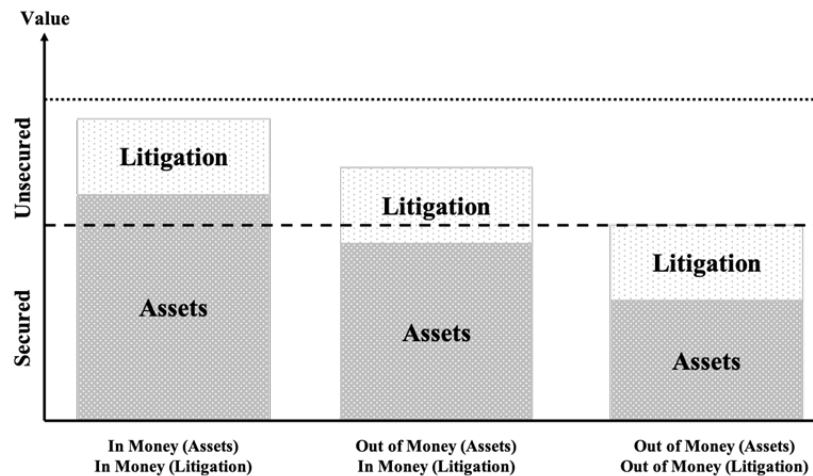 Value
Unsecured
Secured
Litigation
Assets
Litigation
Assets
Litigation
Assets
In Money (Assets)
In Money (Litigation)
Out of Money (Assets)
In Money (Litigation)
Out of Money (Assets)
Out of Money (Litigation)